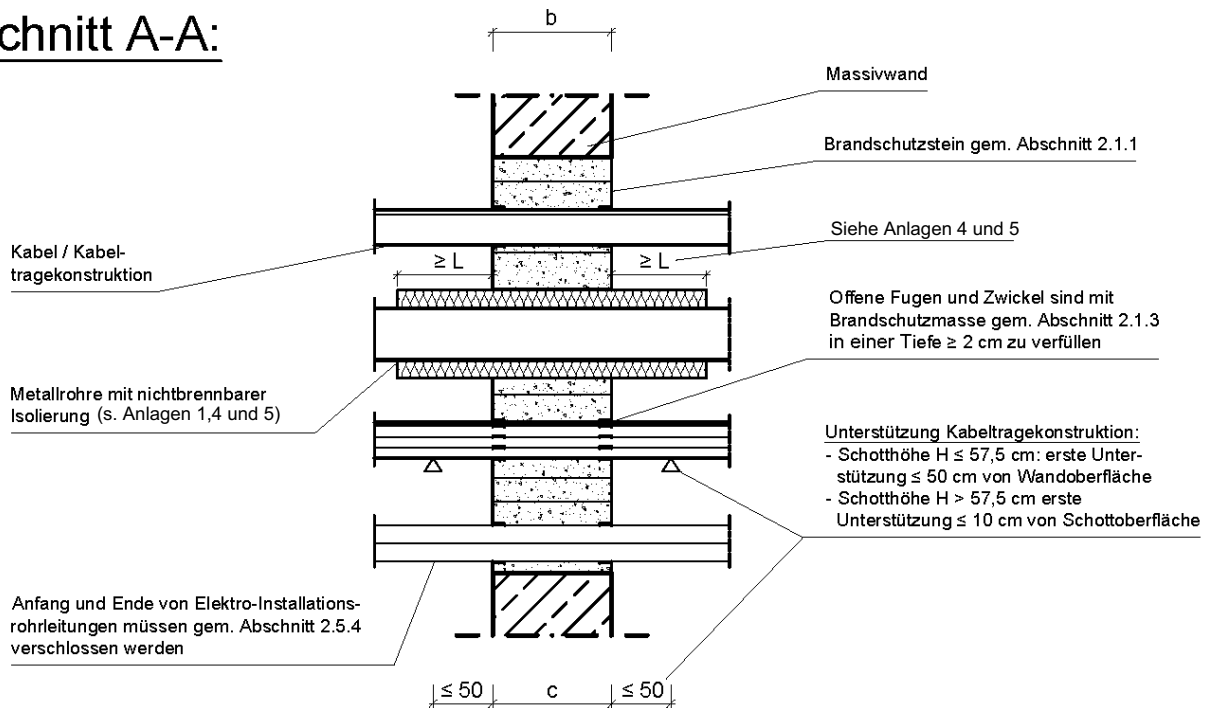 chnitt A-A:
b
Massivwand
Brandschutzstein gem. Abschnitt 2.1.1
Siehe Anlagen 4 und 5
Kabel / Kabel-
tragekonstruktion
≥ L
≥ L
Offene Fugen und Zwickel sind mit
Brandschutzmasse gem. Abschnitt 2.1.3
in einer Tiefe ≥ 2 cm zu verfüllen
Metallrohre mit nichtbrennbarer
Isolierung (s. Anlagen 1,4 und 5)
Unterstützung Kabeltragekonstruktion:
- Schotthöhe H ≤ 57,5 cm: erste Unter-
stützung ≤ 50 cm von Wandoberfläche
- Schotthöhe H > 57,5 cm erste
Unterstützung ≤ 10 cm von Schottoberfläche
Anfang und Ende von Elektro-Installations-
rohrleitungen müssen gem. Abschnitt 2.5.4
verschlossen werden
≤ 50
c
≤ 50